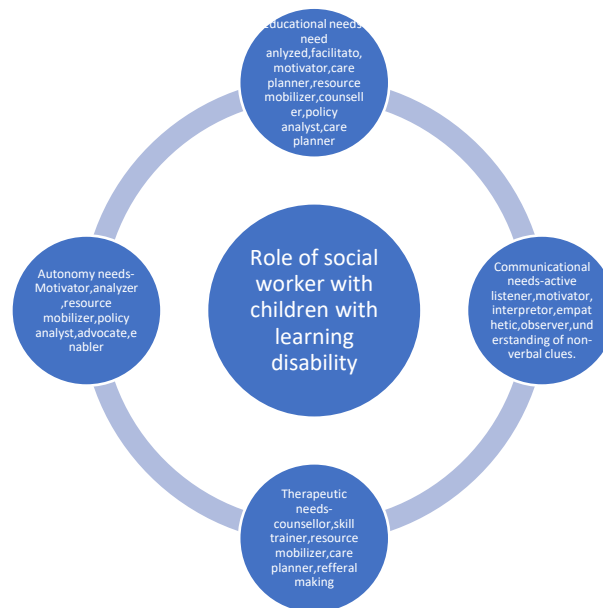 educational needs-
need
anlyzed,facilitato,
motivator,care
planner,resource
mobilizer,counsell
er,policy
analyst,care
planner
Role of social
worker with
children with
learning
disability
Communicational
needs-active
listener,motivator,
interpretor,empat
hetic,observer,und
erstanding of non-
verbal clues.
Therapeutic
needs-
counsellor,skill
trainer,resource
mobilizer,care
planner,refferal
making
Autonomy needs-
Motivator,analyzer
,resource
mobilizer,policy
analyst,advocate,e
nabler